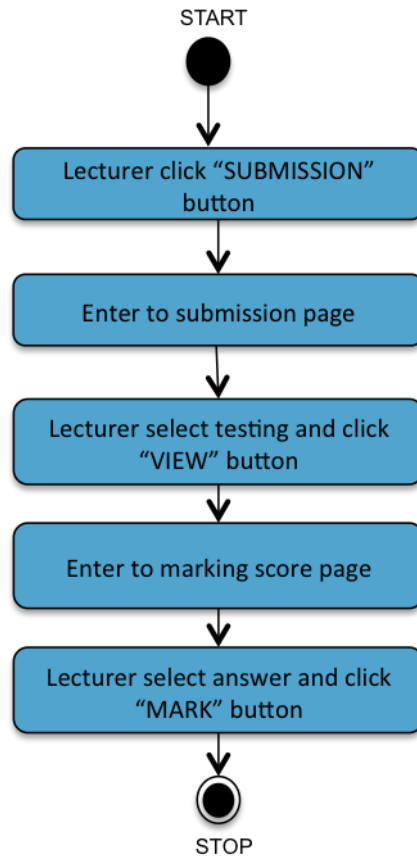 START
Lecturer click “SUBMISSION”
button
Enter to submission page
Lecturer select testing and click
“VIEW” button
Enter to marking score page
Lecturer select answer and click
“MARK” button
STOP